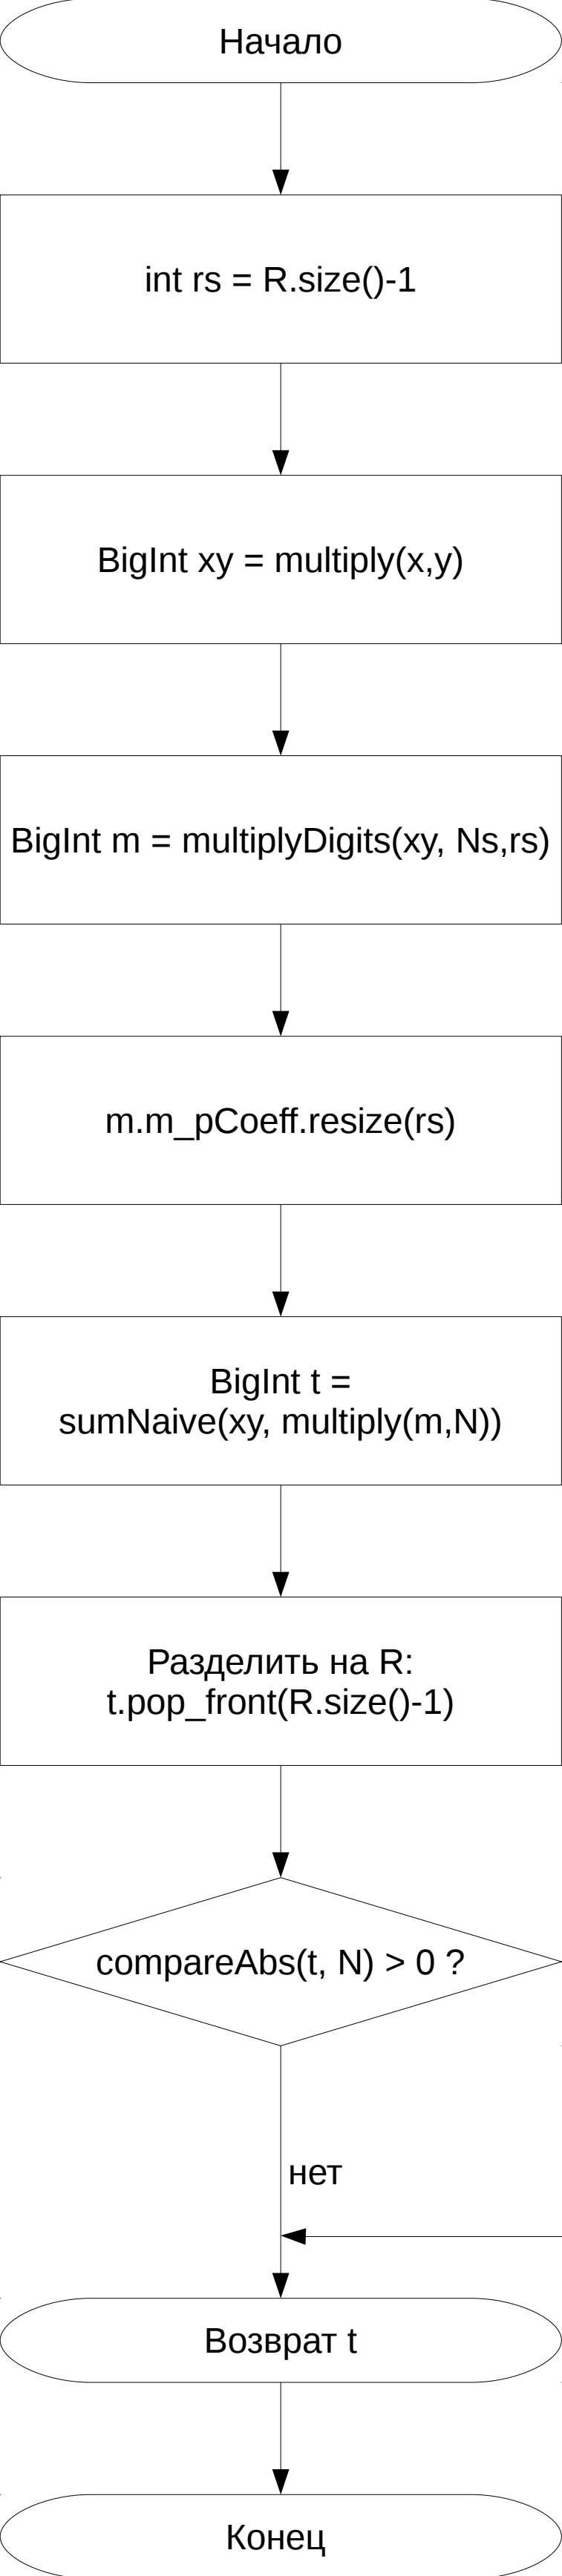 Начало
int rs = R.size()-1
BigInt xy = multiply(x,y)
BigInt m = multiplyDigits(xy, Ns,rs)
m.m_pCoeff.resize(rs)
BigInt t =
sumNaive(xy, multiply(m,N))
Разделить на R:
t.pop_front(R.size()-1)
compareAbs(t, N) > 0 ?
нет
Возврат t
Конец